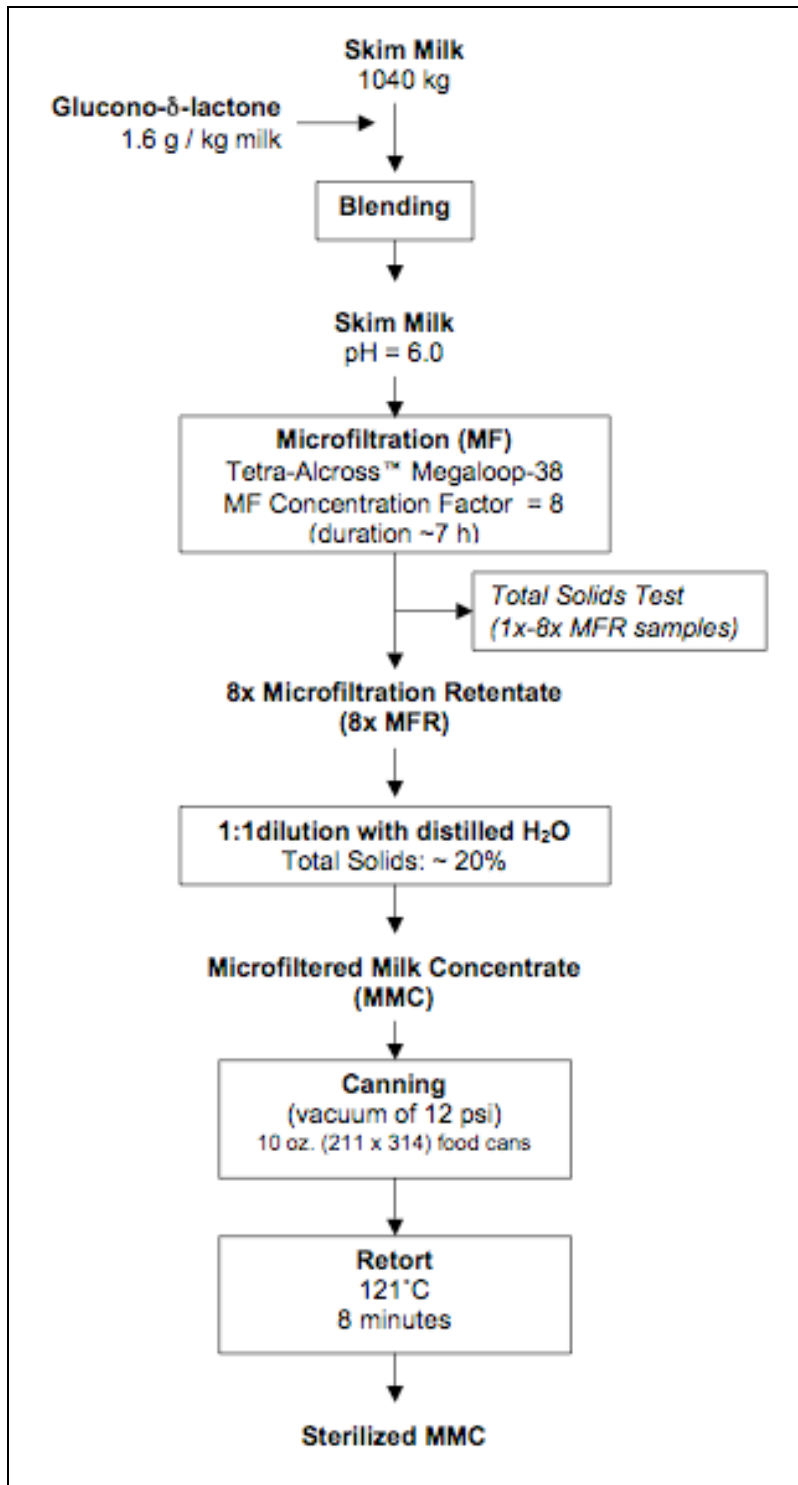 Skim Milk
1040 kg
Glucono-δ-lactone
1.6 g / kg milk
Blending
Skim Milk
pH = 6.0
Microfiltration (MF)
Tetra-Alcross™ Megaloop-38
MF Concentration Factor = 8
(duration ~7 h)
Total Solids Test
(1x-8x MFR samples)
8x Microfiltration Retentate
(8x MFR)
1:1dilution with distilled H₂O
Total Solids: ~ 20%
Microfiltered Milk Concentrate
(MMC)
Canning
(vacuum of 12 psi)
10 oz. (211 x 314) food cans
Retort
121˚C
8 minutes
Sterilized MMC